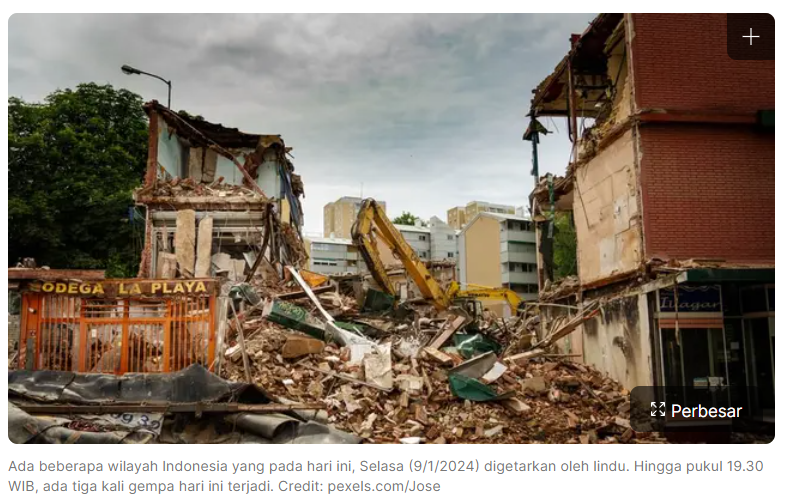 BODEGA LA PLAYA
Perbesar
Ada beberapa wilayah Indonesia yang pada hari ini, Selasa (9/1/2024) digetarkan oleh lindu. Hingga pukul 19.30
WIB, ada tiga kali gempa hari ini terjadi. Credit: pexels.com/Jose